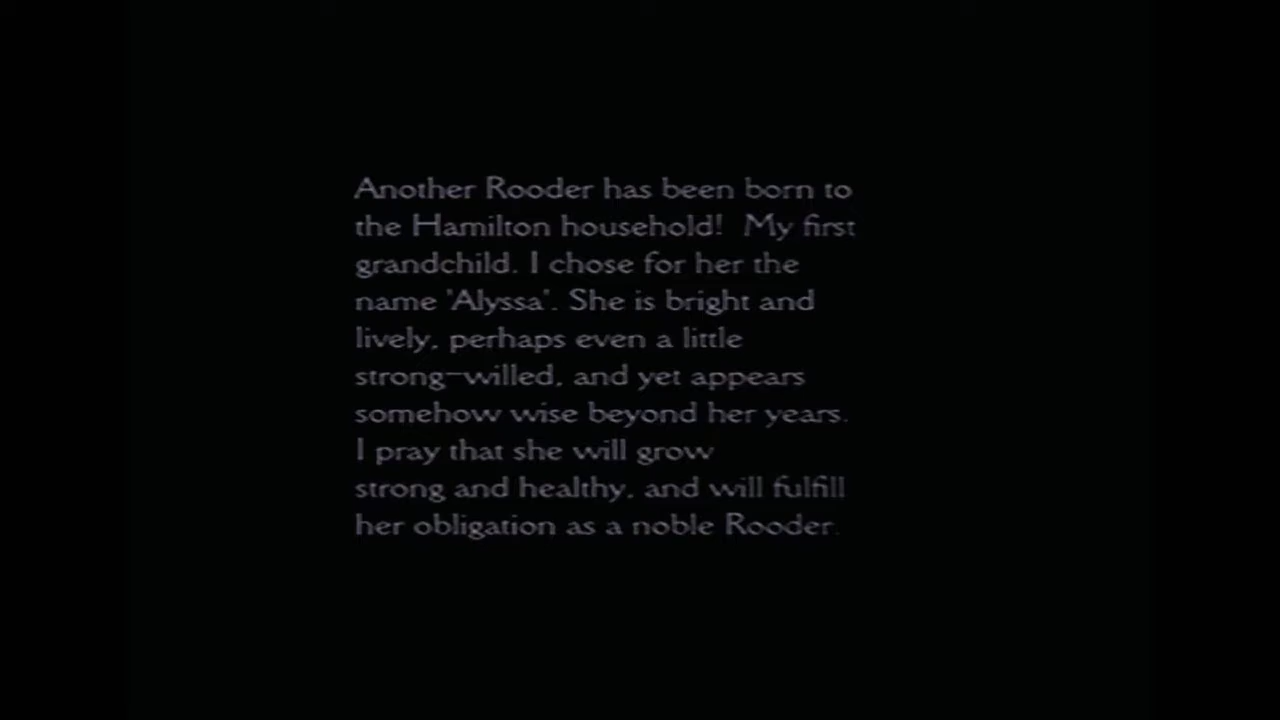 Another Rooder has been born to
the Hamilton household!  My first
grandchild. I chose for her the
name 'Alyssa'. She is bright and
lively, perhaps even a little
strong-willed, and yet appears
somehow wise beyond her years.
I pray that she will grow
strong and healthy, and will fulfill
her obligation as a noble Rooder.